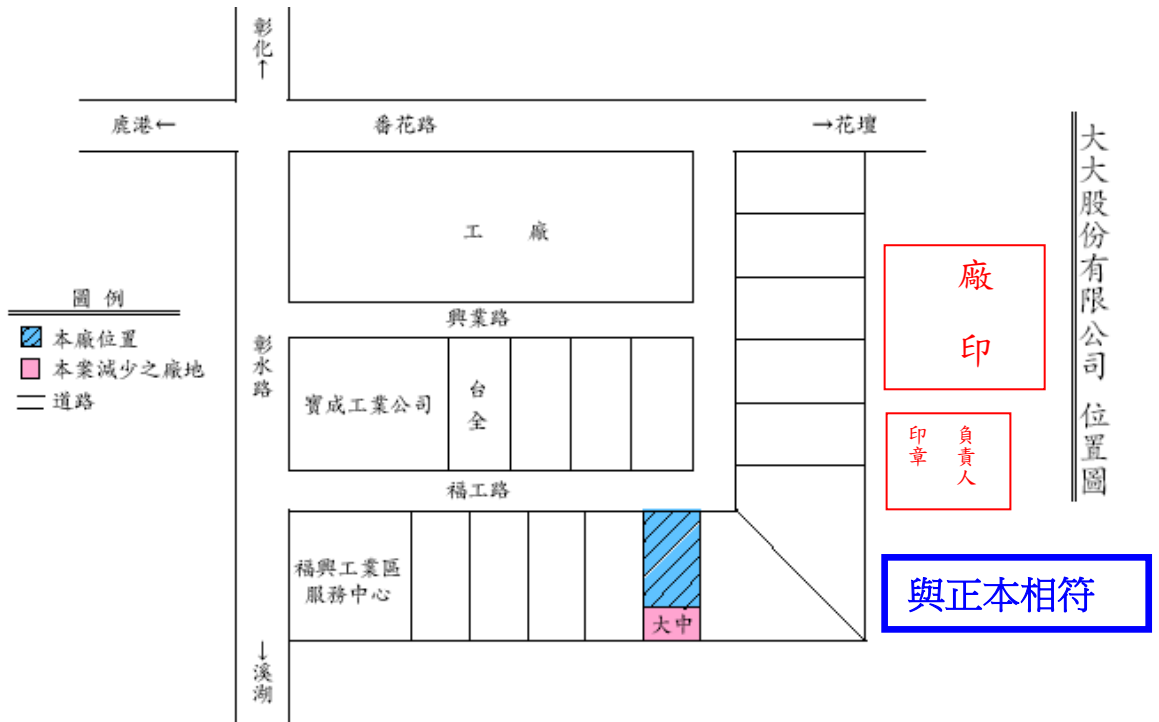 彰化↑
鹿港←
番花路
→花壇
工 廠
興業路
彰水路
寶成工業公司
台全
福工路
福興工業區
服務中心
大中
↓溪湖
圖 例
本廠位置
本業減少之廠地
道路
大大股份有限公司 位置圖
廠印
負責人
印章
與正本相符